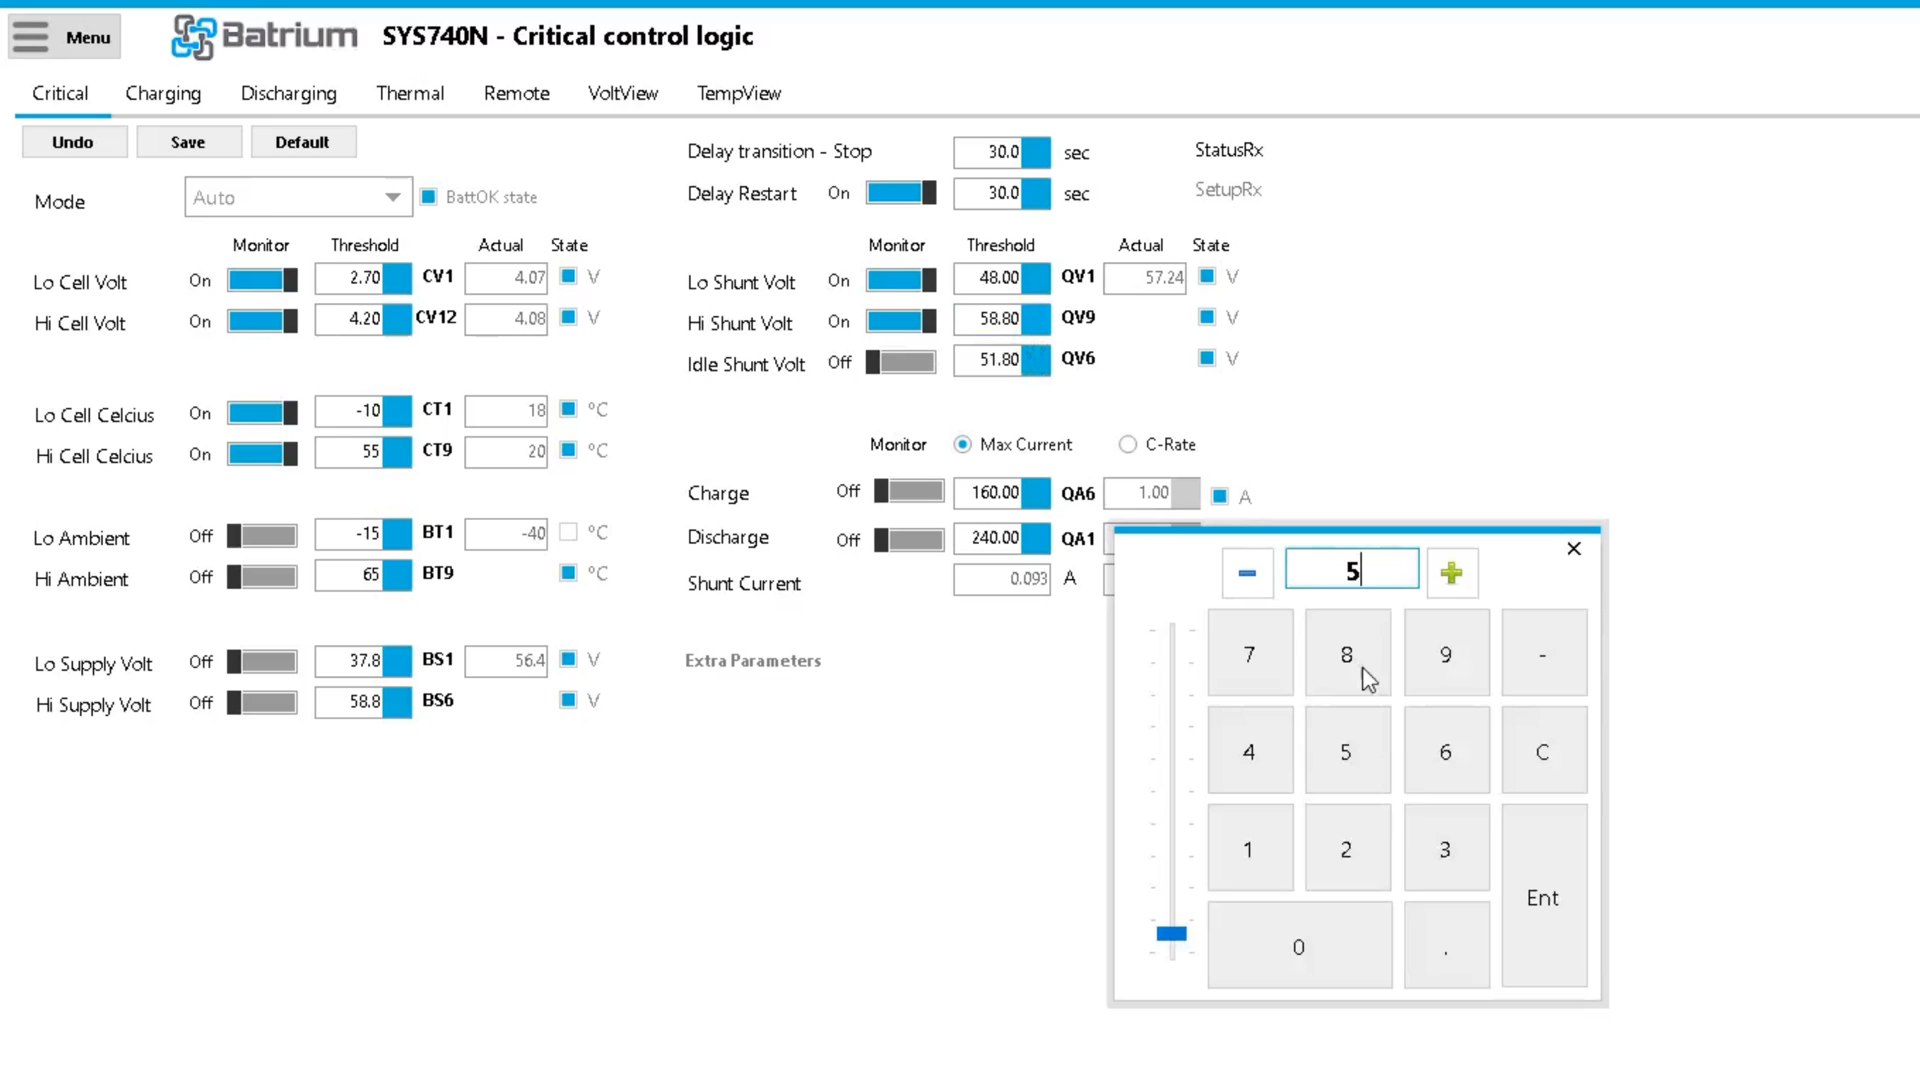 Menu Batrium SYS740N - Critical control logic
Critical Charging Discharging Thermal Remote VoltView TempView
Undo Save Default
Mode Auto BattOK state
Monitor Threshold Actual State
Lo Cell Volt On 2.70 CV1 4.07 V
Hi Cell Volt On 4.20 CV12 4.08 V
Lo Cell Celcius On -10 CT1 18 °C
Hi Cell Celcius On 55 CT9 20 °C
Lo Ambient Off -15 BT1 -40 °C
Hi Ambient Off 65 BT9 °C
Lo Supply Volt Off 37.8 BS1 56.4 V
Hi Supply Volt Off 58.8 BS6 V
Delay transition - Stop 30.0 sec StatusRx
Delay Restart On 30.0 sec SetupRx
Monitor Threshold Actual State
Lo Shunt Volt On 48.00 QV1 57.24 V
Hi Shunt Volt On 58.80 QV9 V
Idle Shunt Volt Off 51.80 QV6 V
Monitor Max Current C-Rate
Charge Off 160.00 QA6 1.00 A
Discharge Off 240.00 QA1
Shunt Current 0.093 A
Extra Parameters
5
7 8 9 -
4 5 6 C
1 2 3
Ent
0 .